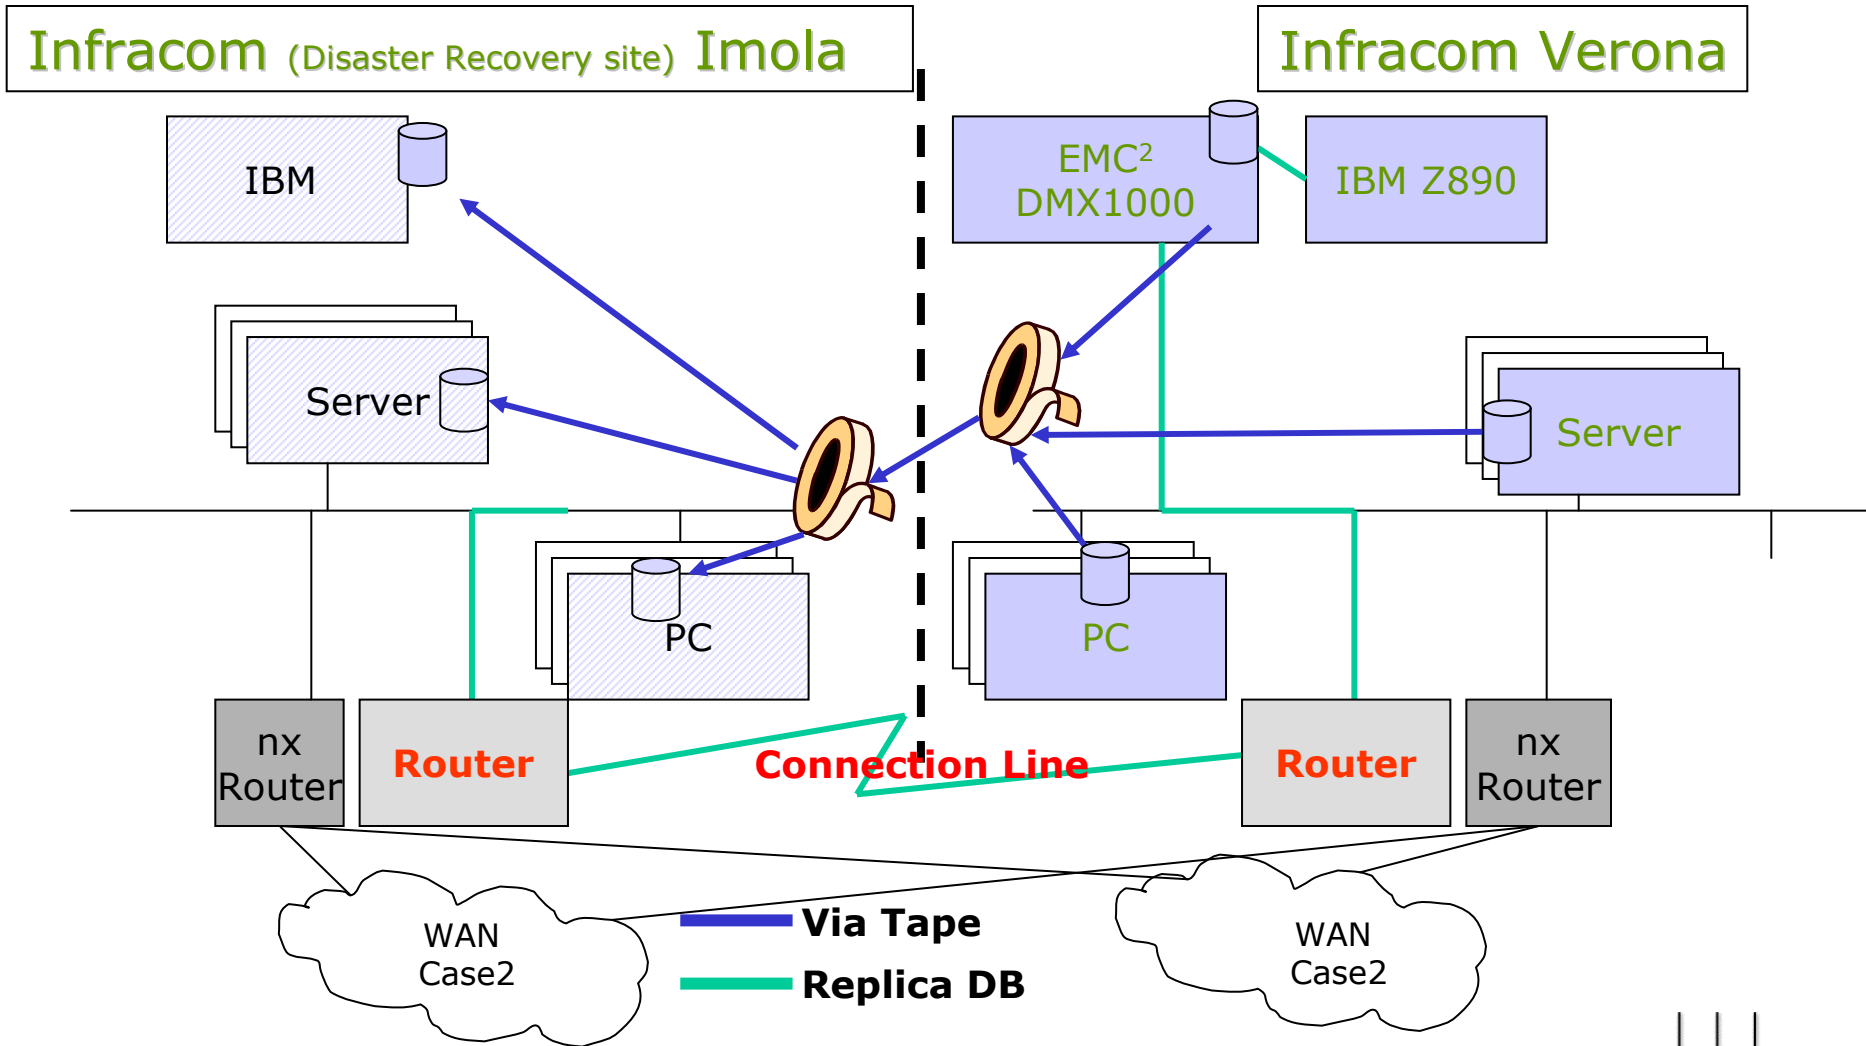 Infracom (Disaster Recovery site) Imola
Infracom Verona
IBM
EMC²
DMX1000
IBM Z890
Server
Server
PC
PC
nx
Router
Router
Connection Line
Router
nx
Router
WAN
Case2
Via Tape
Replica DB
WAN
Case2